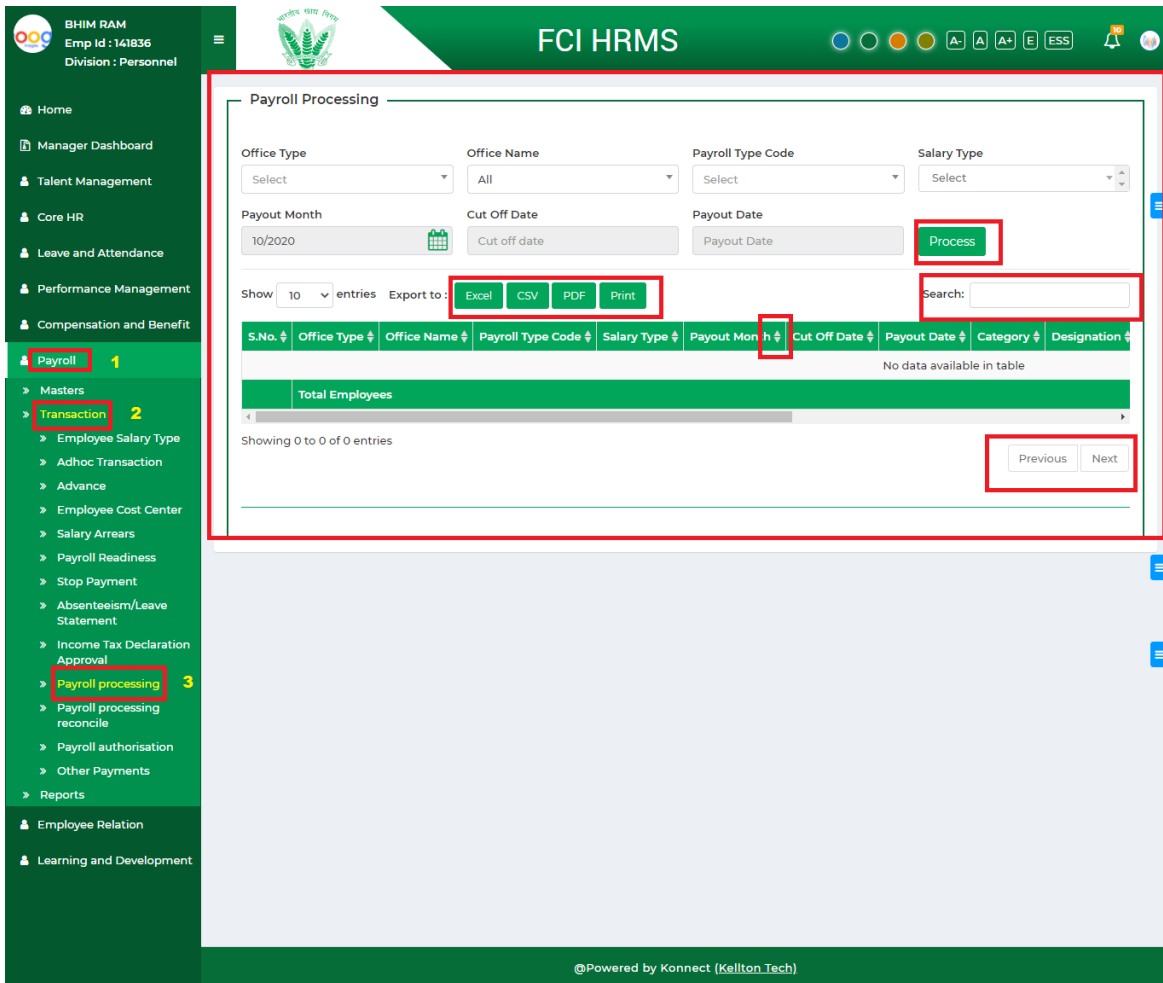 BHIM RAM
Emp Id : 141836
Division : Personnel
भारतीय खाद्य निगम
FCI HRMS
A-
A
A+
E
ESS
10
Home
Manager Dashboard
Talent Management
Core HR
Leave and Attendance
Performance Management
Compensation and Benefit
Payroll 1
Masters
Transaction 2
Employee Salary Type
Adhoc Transaction
Advance
Employee Cost Center
Salary Arrears
Payroll Readiness
Stop Payment
Absenteeism/Leave
Statement
Income Tax Declaration
Approval
Payroll processing 3
Payroll processing
reconcile
Payroll authorisation
Other Payments
Reports
Employee Relation
Learning and Development
Payroll Processing
Office Type Office Name Payroll Type Code Salary Type
Select All Select Select
Payout Month Cut Off Date Payout Date
10/2020 Cut off date Payout Date Process
Show 10 entries Export to : Excel CSV PDF Print Search:
S.No. Office Type Office Name Payroll Type Code Salary Type Payout Month Cut Off Date Payout Date Category Designation
No data available in table
Total Employees
Showing 0 to 0 of 0 entries
Previous Next
@Powered by Konnect (Kellton Tech)